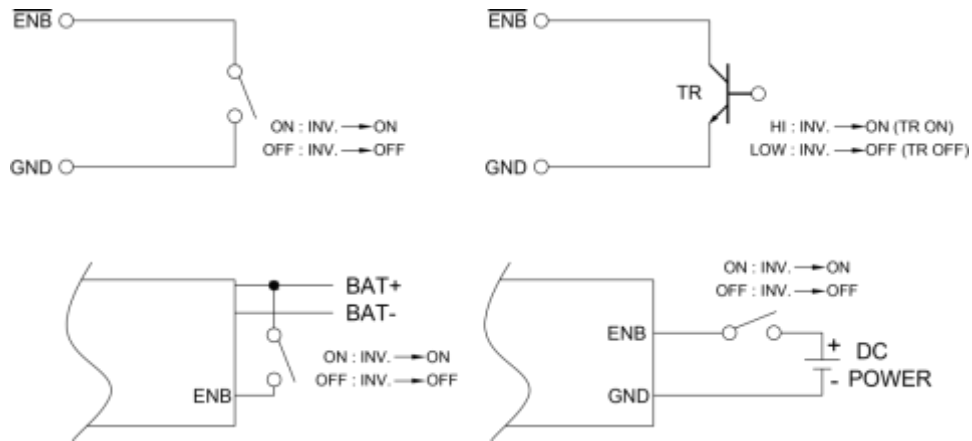 ENB
ON : INV. → ON
OFF : INV. → OFF
GND
ENB
TR
HI : INV. → ON (TR ON)
LOW : INV. → OFF (TR OFF)
GND
BAT+
BAT-
ON : INV. → ON
OFF : INV. → OFF
ENB
ON : INV. → ON
OFF : INV. → OFF
ENB
+ DC
- POWER
GND